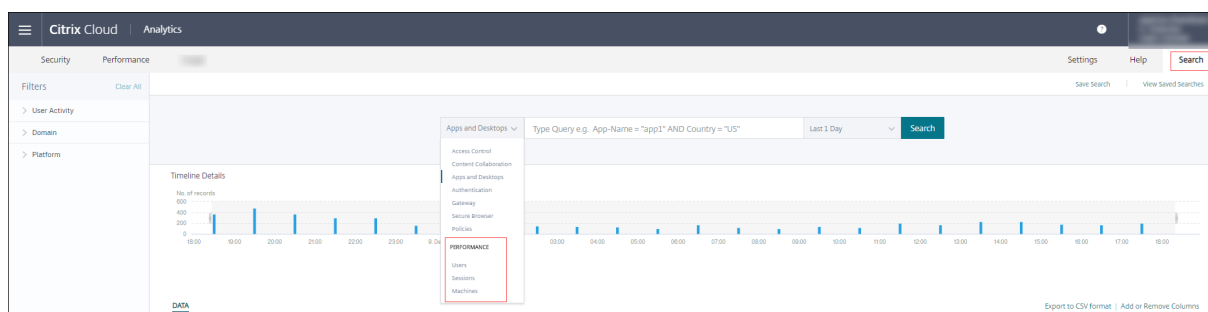 Citrix Cloud Analytics
Security Performance Settings Help Search
Filters Clear All Save Search View Saved Searches
User Activity
Domain
Platform
Apps and Desktops Type Query e.g. App-Name = "app1" AND Country = "US" Last 1 Day Search
Access Control
Content Collaboration
Apps and Desktops
Authentication
Gateway
Secure Browser
Policies
PERFORMANCE
Users
Sessions
Machines
Timeline Details
No. of records
600
400
200
0
18:00 19:00 20:00 21:00 22:00 23:00 9. De 03:00 04:00 05:00 06:00 07:00 08:00 09:00 10:00 11:00 12:00 13:00 14:00 15:00 16:00 17:00 18:00
DATA Export to CSV format | Add or Remove Columns